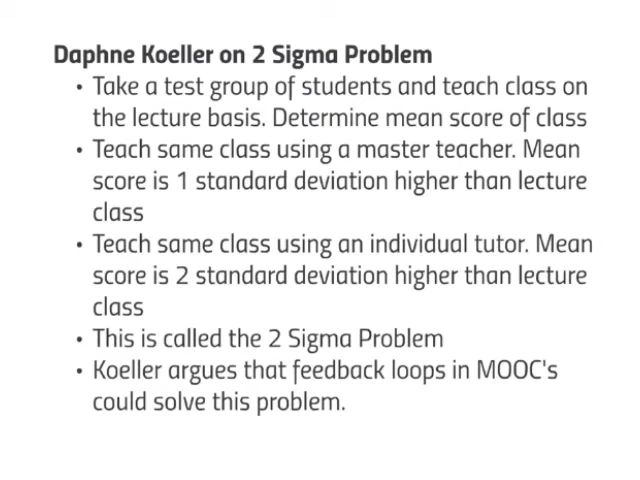 Daphne Koeller on 2 Sigma Problem
• Take a test group of students and teach class on
the lecture basis. Determine mean score of class
• Teach same class using a master teacher. Mean
score is 1 standard deviation higher than lecture
class
• Teach same class using an individual tutor. Mean
score is 2 standard deviation higher than lecture
class
• This is called the 2 Sigma Problem
• Koeller argues that feedback loops in MOOC's
could solve this problem.